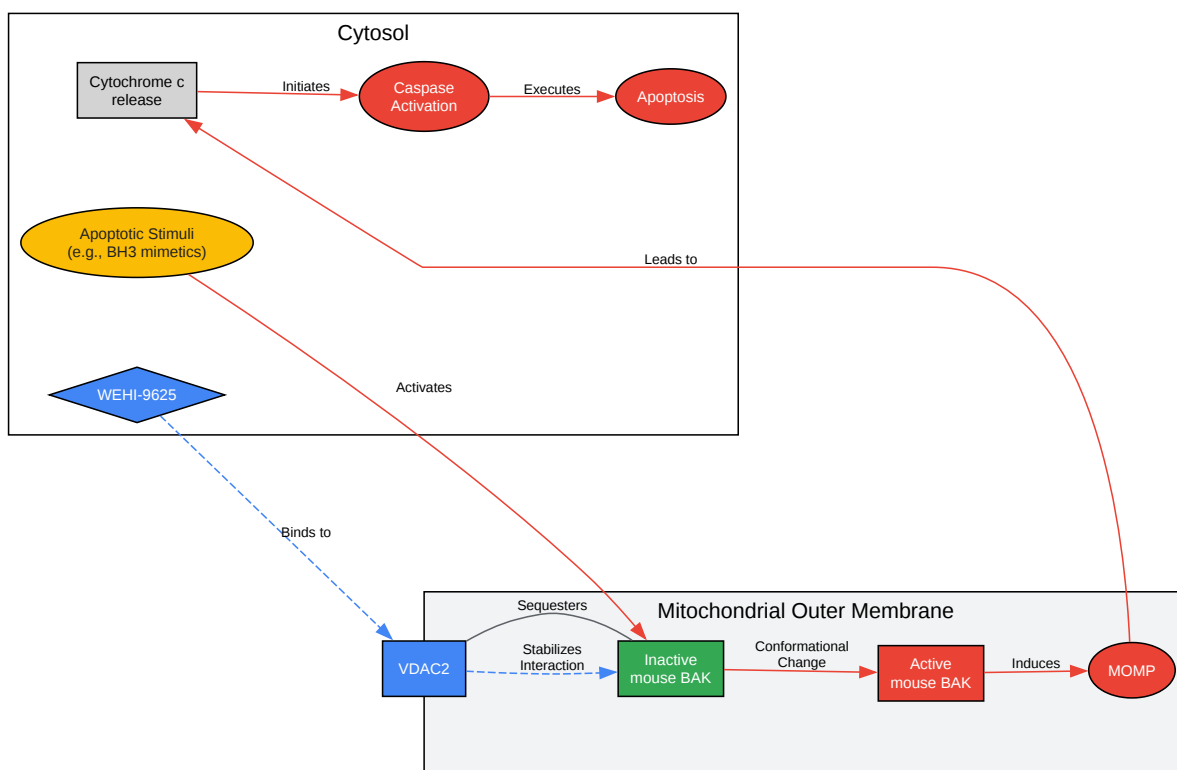 Cytosol
Cytochrome c
release
Initiates
Caspase
Activation
Executes
Apoptosis
Apoptotic Stimuli
(e.g., BH3 mimetics)
Leads to
WEHI-9625
Activates
Binds to
Mitochondrial Outer Membrane
Sequesters
VDAC2
Stabilizes
Interaction
Inactive
mouse BAK
Conformational
Change
Active
mouse BAK
Induces
MOMP